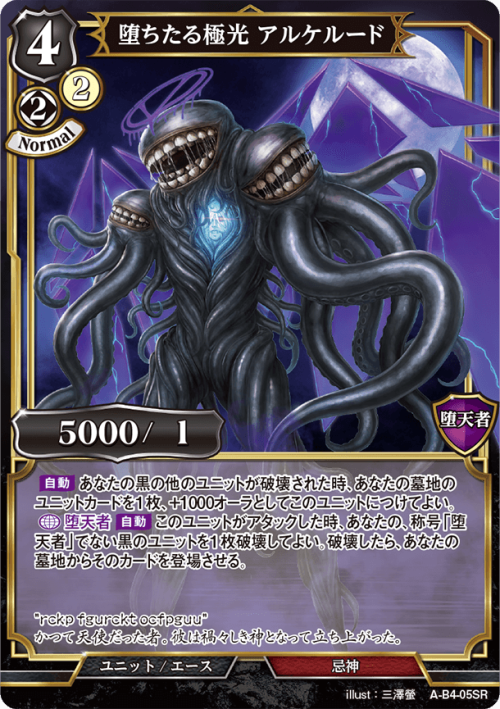 4
堕ちたる極光 アルケルード
2
2
Normal
5000/ 1
堕天者
自動 あなたの黒の他のユニットが破壊された時、あなたの墓地の
ユニットカードを1枚、+1000オーラとしてこのユニットにつけてよい。
堕天者 自動 このユニットがアタックした時、あなたの、称号「堕
天者」でない黒のユニットを1枚破壊してよい。破壊したら、あなたの
墓地からそのカードを登場させる。
"rckp fgurckt ocfpguu"
かつて天使だった者。彼は禍々しき神となって立ち上がった。
ユニット / エース
忌神
illust：三澤螢 A-B4-05SR